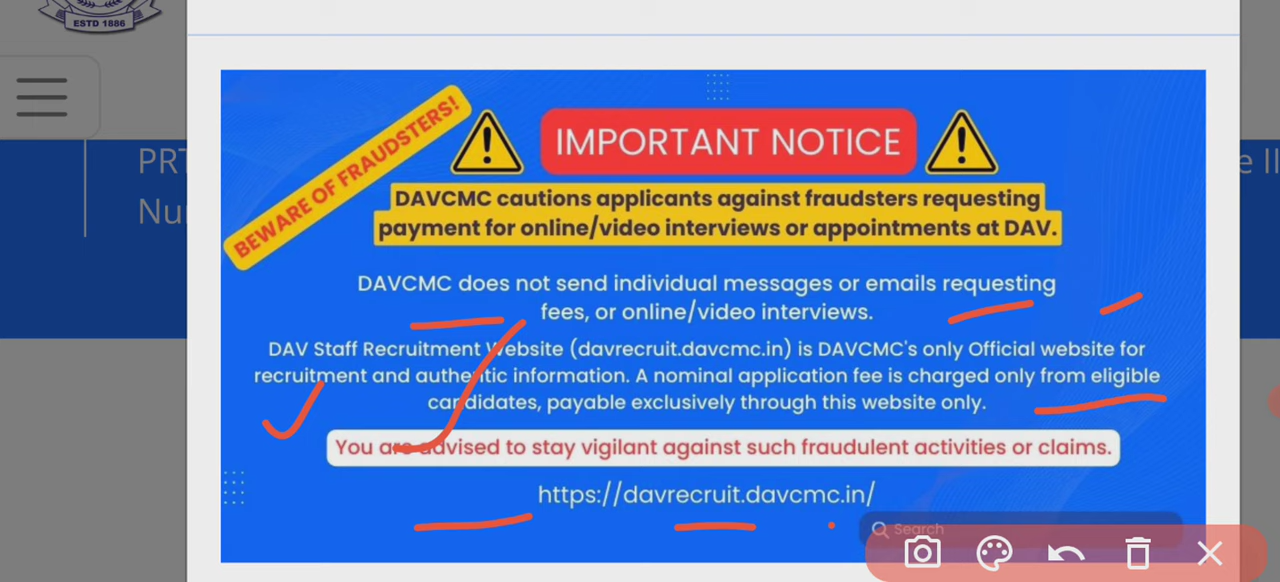 ESTD 1886
PRT
Nur
BEWARE OF FRAUDSTERS!
IMPORTANT NOTICE
DAVCMC cautions applicants against fraudsters requesting
payment for online/video interviews or appointments at DAV.
DAVCMC does not send individual messages or emails requesting
fees, or online/video interviews.
DAV Staff Recruitment Website (davrecruit.davcmc.in) is DAVCMC's only Official website for
recruitment and authentic information. A nominal application fee is charged only from eligible
candidates, payable exclusively through this website only.
You are advised to stay vigilant against such fraudulent activities or claims.
https://davrecruit.davcmc.in/
Search